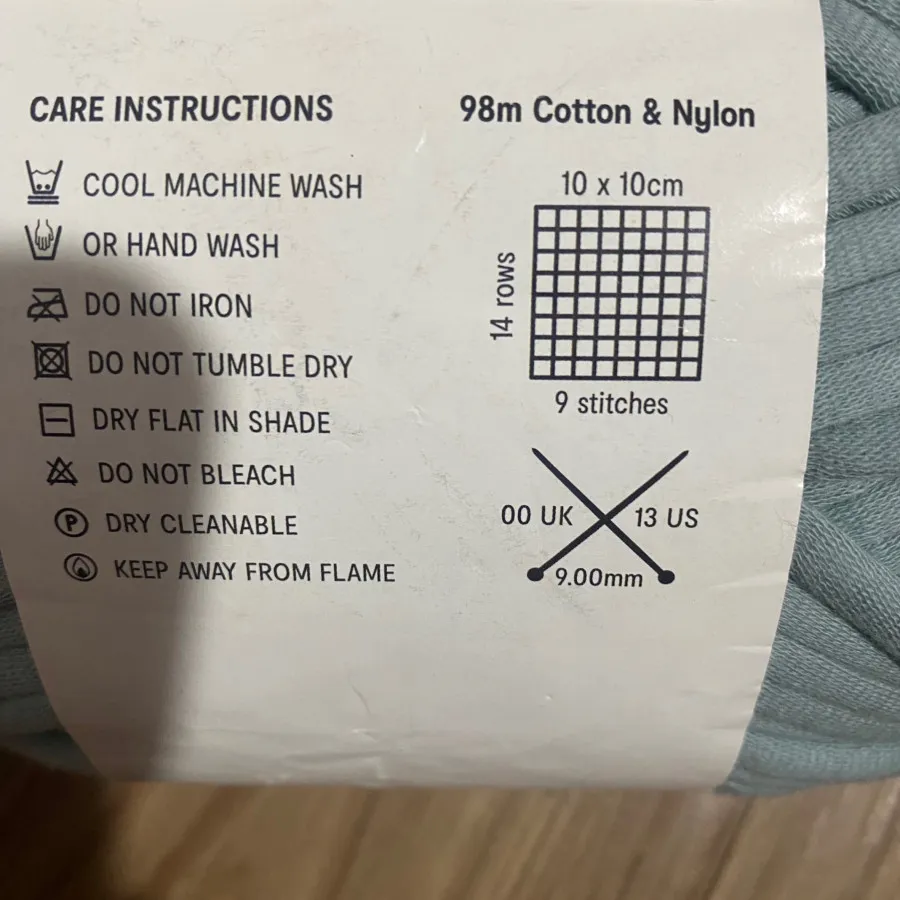 CARE INSTRUCTIONS
COOL MACHINE WASH
OR HAND WASH
DO NOT IRON
DO NOT TUMBLE DRY
DRY FLAT IN SHADE
DO NOT BLEACH
P DRY CLEANABLE
KEEP AWAY FROM FLAME
98m Cotton & Nylon
10 x 10cm
14 rows
9 stitches
00 UK 13 US
9.00mm